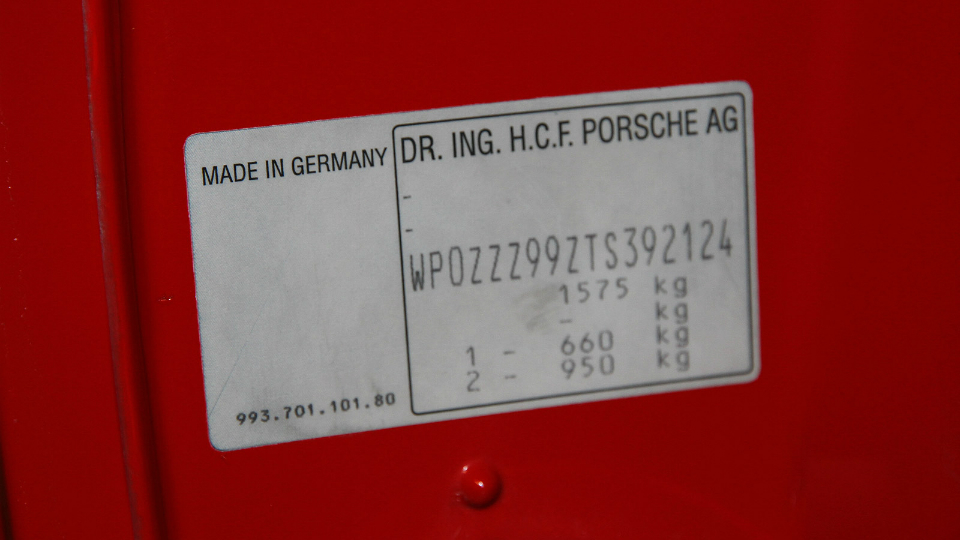 MADE IN GERMANY
993.701.101.80
DR. ING. H.C.F. PORSCHE AG
-
-
WP0ZZZ99ZTS392124
1575 kg
- kg
1 - 660 kg
2 - 950 kg